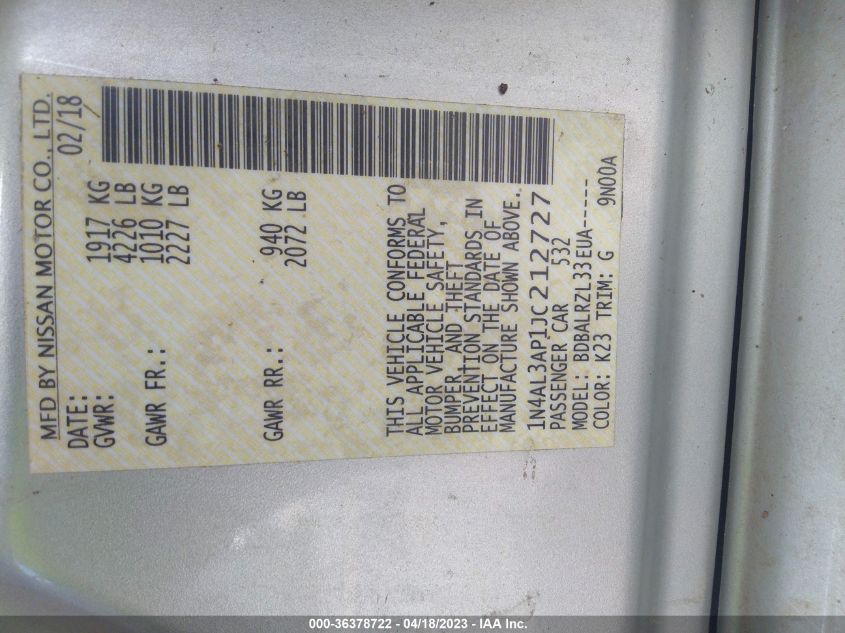 MFD BY NISSAN MOTOR CO., LTD.
DATE: 02/18
GVWR: 1917 KG
4226 LB
GAWR FR.: 1010 KG
2227 LB
GAWR RR.: 940 KG
2072 LB
THIS VEHICLE CONFORMS TO
ALL APPLICABLE FEDERAL
MOTOR VEHICLE SAFETY,
BUMPER, AND THEFT
PREVENTION STANDARDS IN
EFFECT ON THE DATE OF
MANUFACTURE SHOWN ABOVE.
1N4AL3AP1JC212727
PASSENGER CAR 532
MODEL: BDBALRZL33EUA-----
COLOR: K23 TRIM: G 9N00A
000-36378722 - 04/18/2023 - IAA Inc.